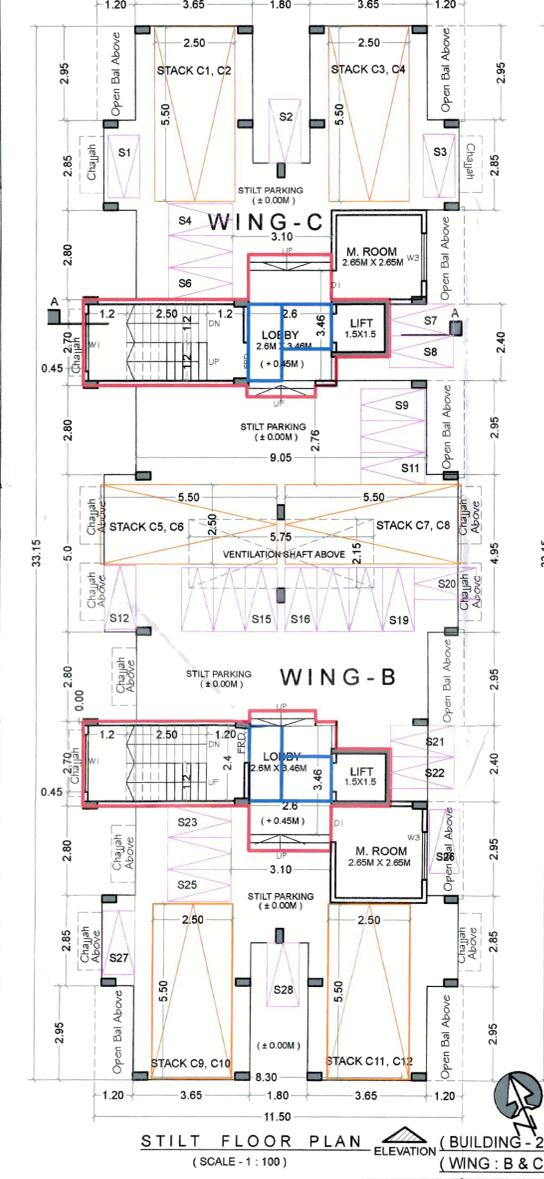 1.20 3.65 1.80 3.65 1.20
2.50 2.50
STACK C1, C2 STACK C3, C4
Open Bal Above Open Bal Above
2.95 2.95
5.50 5.50
S2
S1 S3
Chajjah Chajjah
2.85 2.85
STILT PARKING
(± 0.00M)
S4
WING-C
3.10
UP
M. ROOM
2.65M X 2.65M
W3
2.80 Open Bal Above 2.95
S6
D1
A A
1.2 2.50 1.2 2.6
1.2 DN
3.46
LOBBY
2.6M X 3.46M
LIFT
1.5X1.5
S7
S8
2.70 2.40
Chajjah
W1
0.45
1.2 UP
FRD.
(+ 0.45M)
UP
S9
2.80 Open Bal Above 2.95
STILT PARKING
(± 0.00M)
2.76
9.05
S11
5.50 5.50
STACK C5, C6 STACK C7, C8
Chajjah Above Chajjah Above
2.50
5.75
VENTILATION SHAFT ABOVE
2.15
33.15 5.0 4.95
S12 S15 S16 S19 S20
Chajjah Above Chajjah Above
STILT PARKING
(± 0.00M)
WING-B
2.80 Chajjah Above Open Bal Above 2.95
0.00
UP
1.2 2.50 1.20
FRD.
DN
2.4
LOBBY
2.6M X 3.46M
3.46
LIFT
1.5X1.5
S21
S22
2.70 2.40
Chajjah
W1
UP
0.45
2.6
(+ 0.45M)
D1
S23
UP
M. ROOM
2.65M X 2.65M
W3
S26
2.80 Chajjah Above Open Bal Above 2.95
3.10
S25
STILT PARKING
(± 0.00M)
2.50 2.50
2.85 Chajjah Above Chajjah Above 2.85
S27
S28
5.50 5.50
2.95 Open Bal Above Open Bal Above 2.95
(± 0.00M)
STACK C9, C10 STACK C11, C12
8.30
1.20 3.65 1.80 3.65 1.20
11.50
STILT FLOOR PLAN ELEVATION ( BUILDING - 2
( SCALE - 1 : 100 ) ( WING : B & C